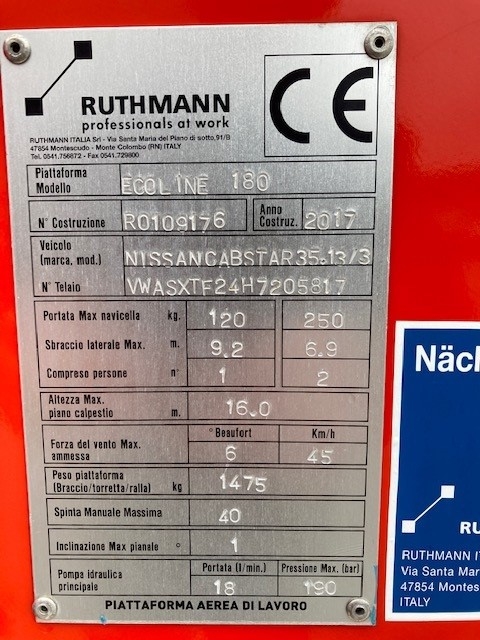 RUTHMANN
professionals at work
CE
RUTHMANN ITALIA Srl - Via Santa Maria del Piano di sotto,91/B
47854 Montescudo - Monte Colombo (RN) ITALY
Tel. 0541.756872 - Fax 0541.729800
Piattaforma
Modello ECOLINE 180
N° Costruzione R0109176 Anno
Costruz. 2017
Veicolo
(marca, mod.) NISSANCABSTAR35.13/3
N° Telaio VWASXTF24H7205817
Portata Max navicella kg. 120 250
Sbraccio laterale Max. m. 9.2 6.9
Compreso persone n° 1 2
Altezza Max.
piano calpestio m. 16.0
° Beaufort Km/h
Forza del vento Max.
ammessa 6 45
Peso piattaforma
(Braccio/torretta/ralla) kg 1475
Spinta Manuale Massima 40
Inclinazione Max pianale ° 1
Portata (l/min.) Pressione Max. (bar)
Pompa idraulica
principale 18 190
PIATTAFORMA AEREA DI LAVORO
Näch
RU
RUTHMANN IT
Via Santa Mar
47854 Montes
ITALY